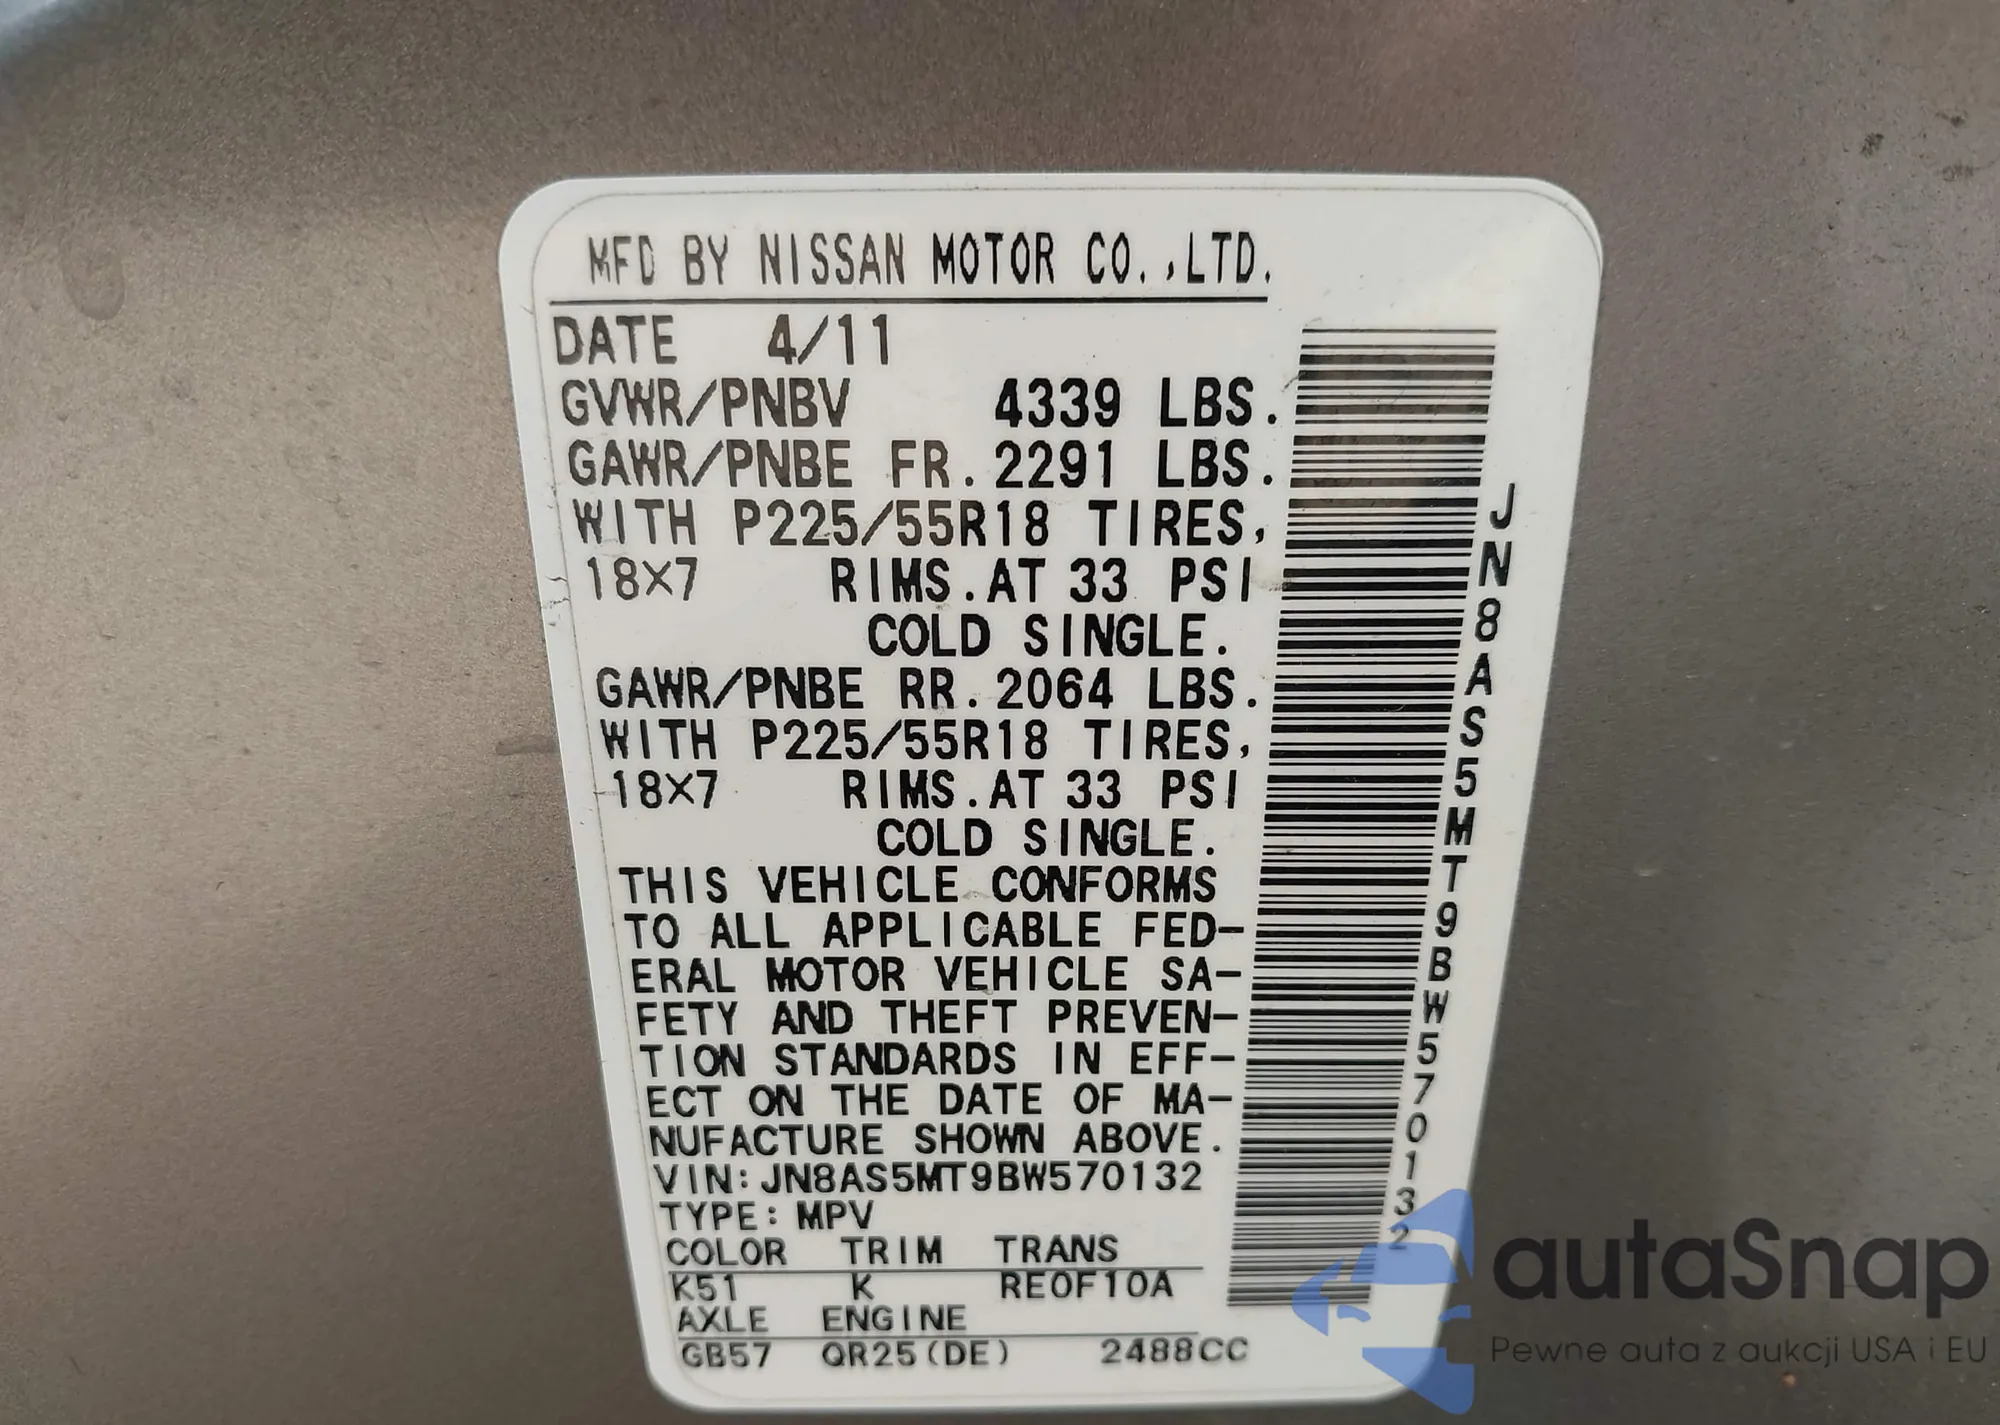 MFD BY NISSAN MOTOR CO.,LTD.
DATE 4/11
GVWR/PNBV 4339 LBS.
GAWR/PNBE FR. 2291 LBS.
WITH P225/55R18 TIRES,
18X7 RIMS.AT 33 PSI
COLD SINGLE.
GAWR/PNBE RR. 2064 LBS.
WITH P225/55R18 TIRES,
18X7 RIMS.AT 33 PSI
COLD SINGLE.
THIS VEHICLE CONFORMS
TO ALL APPLICABLE FED-
ERAL MOTOR VEHICLE SA-
FETY AND THEFT PREVEN-
TION STANDARDS IN EFF-
ECT ON THE DATE OF MA-
NUFACTURE SHOWN ABOVE.
VIN:JN8AS5MT9BW570132
TYPE:MPV
COLOR TRIM TRANS
K51 K RE0F10A
AXLE ENGINE
GB57 QR25(DE) 2488CC
JN8AS5MT9BW570132
autaSnap
Pewne auta z aukcji USA i EU